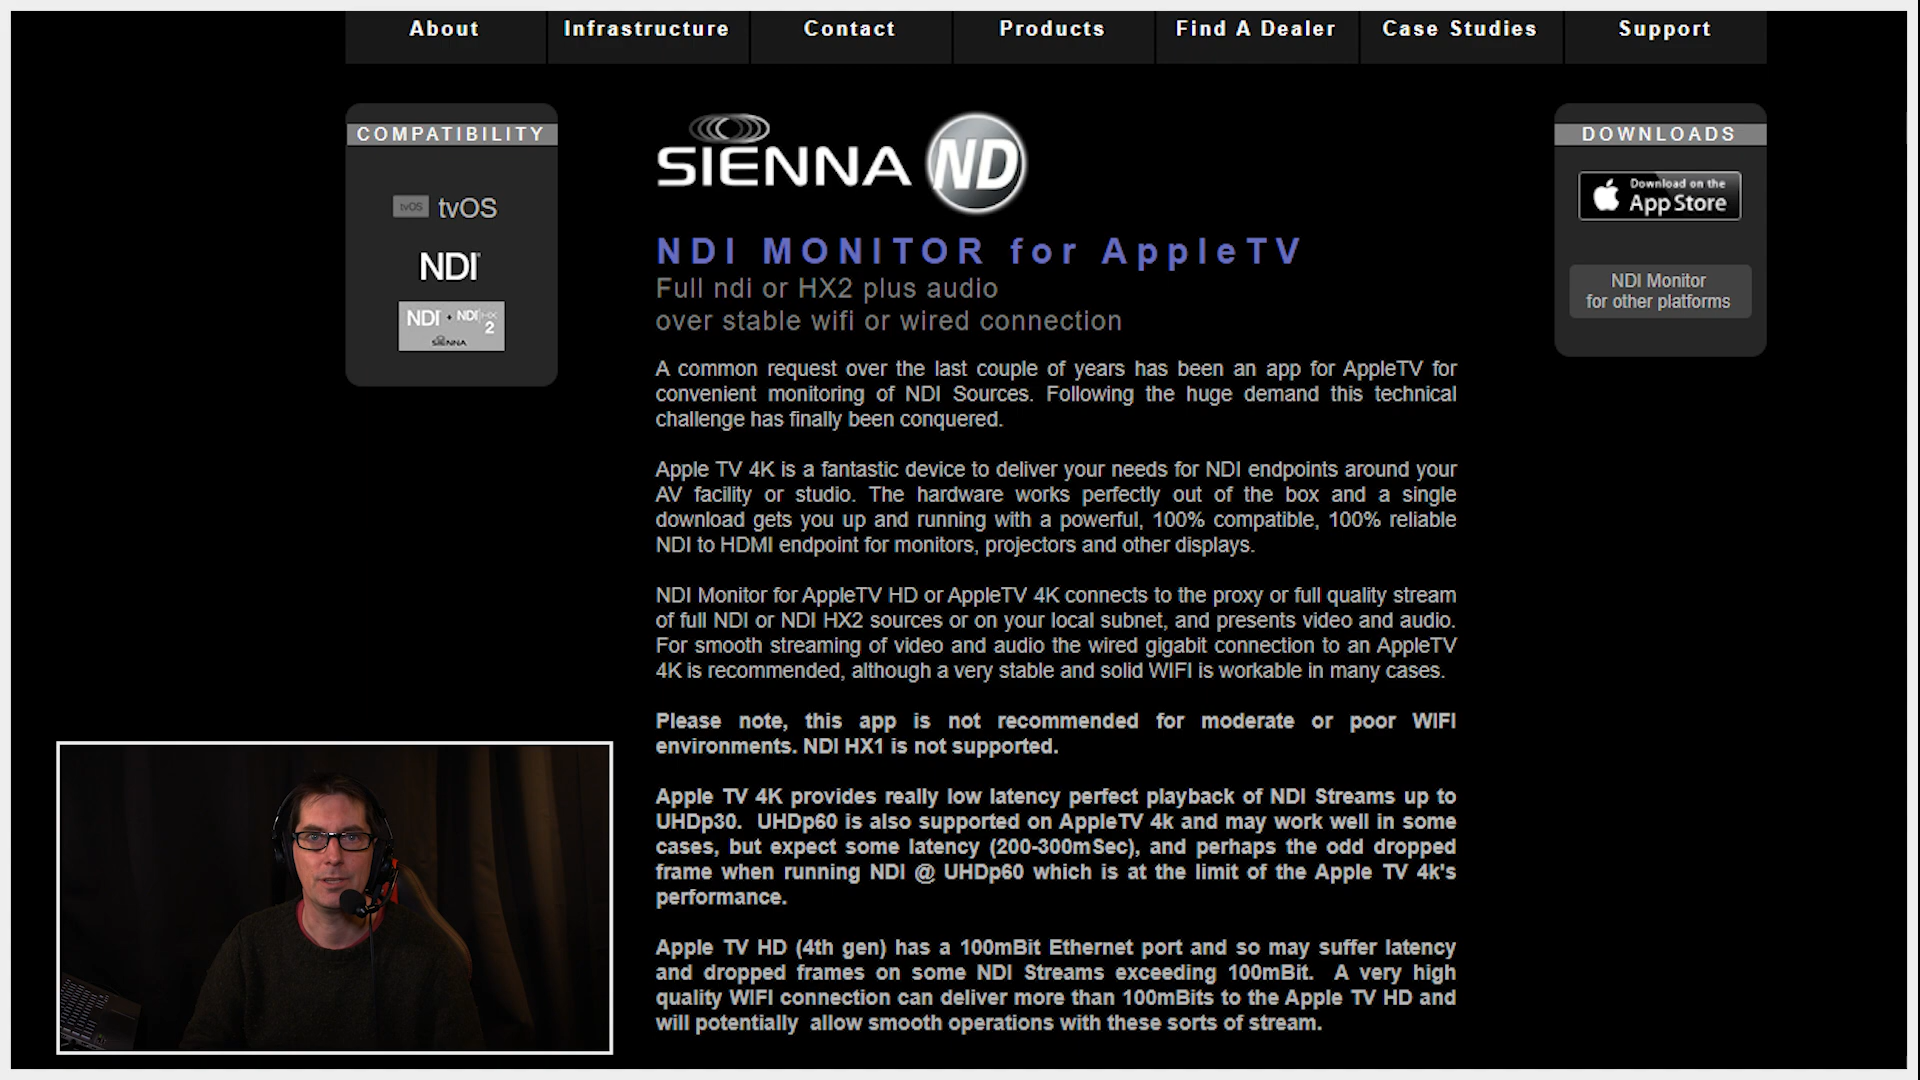 About Infrastructure Contact Products Find A Dealer Case Studies Support
COMPATIBILITY
tvOS tvOS
NDI
NDI + NDI HX 2
SIENNA
SIENNA ND
NDI MONITOR for AppleTV
Full ndi or HX2 plus audio
over stable wifi or wired connection
A common request over the last couple of years has been an app for AppleTV for
convenient monitoring of NDI Sources. Following the huge demand this technical
challenge has finally been conquered.
Apple TV 4K is a fantastic device to deliver your needs for NDI endpoints around your
AV facility or studio. The hardware works perfectly out of the box and a single
download gets you up and running with a powerful, 100% compatible, 100% reliable
NDI to HDMI endpoint for monitors, projectors and other displays.
NDI Monitor for AppleTV HD or AppleTV 4K connects to the proxy or full quality stream
of full NDI or NDI HX2 sources or on your local subnet, and presents video and audio.
For smooth streaming of video and audio the wired gigabit connection to an AppleTV
4K is recommended, although a very stable and solid WIFI is workable in many cases.
Please note, this app is not recommended for moderate or poor WIFI
environments. NDI HX1 is not supported.
Apple TV 4K provides really low latency perfect playback of NDI Streams up to
UHDp30. UHDp60 is also supported on AppleTV 4k and may work well in some
cases, but expect some latency (200-300mSec), and perhaps the odd dropped
frame when running NDI @ UHDp60 which is at the limit of the Apple TV 4k's
performance.
Apple TV HD (4th gen) has a 100mBit Ethernet port and so may suffer latency
and dropped frames on some NDI Streams exceeding 100mBit. A very high
quality WIFI connection can deliver more than 100mBits to the Apple TV HD and
will potentially allow smooth operations with these sorts of stream.
DOWNLOADS
Download on the
App Store
NDI Monitor
for other platforms